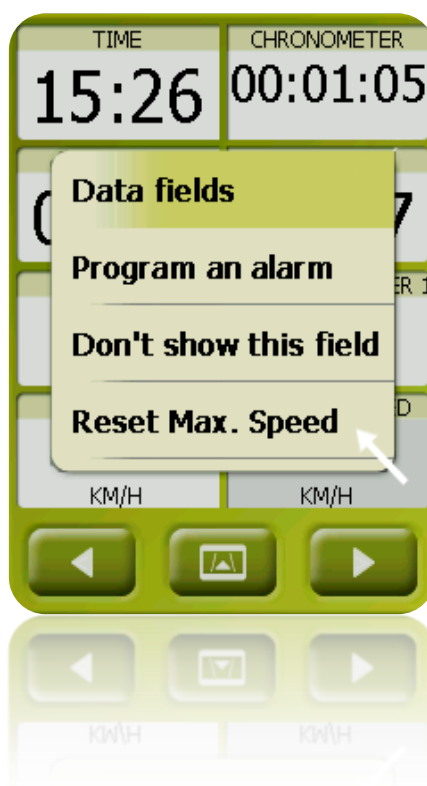 TIME CHRONOMETER
15:26 00:01:05
Data fields
Program an alarm
Don't show this field
Reset Max. Speed
KM/H KM/H